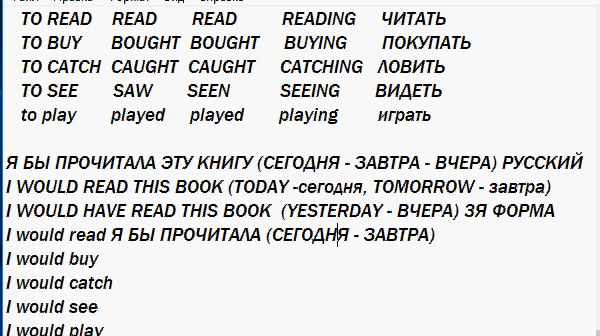 TO READ READ READ READING ЧИТАТЬ
TO BUY BOUGHT BOUGHT BUYING ПОКУПАТЬ
TO CATCH CAUGHT CAUGHT CATCHING ЛОВИТЬ
TO SEE SAW SEEN SEEING ВИДЕТЬ
to play played played playing играть
Я БЫ ПРОЧИТАЛА ЭТУ КНИГУ (СЕГОДНЯ - ЗАВТРА - ВЧЕРА) РУССКИЙ
I WOULD READ THIS BOOK (TODAY -сегодня, TOMORROW - завтра)
I WOULD HAVE READ THIS BOOK (YESTERDAY - ВЧЕРА) 3Я ФОРМА
I would read Я БЫ ПРОЧИТАЛА (СЕГОДНЯ - ЗАВТРА)
I would buy
I would catch
I would see
I would play